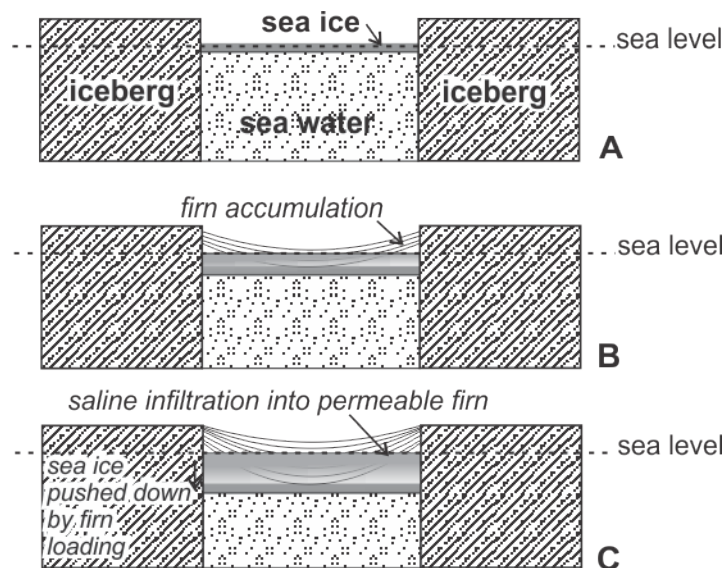 sea ice
sea level
iceberg
iceberg
sea water
A
firn accumulation
sea level
B
saline infiltration into permeable firn
sea level
sea ice
pushed down
by firn
loading
C